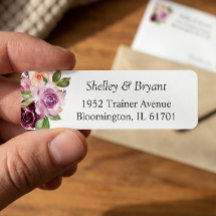 Shelley & Bryant
1952 Trainer Avenue
Bloomington, IL 61701